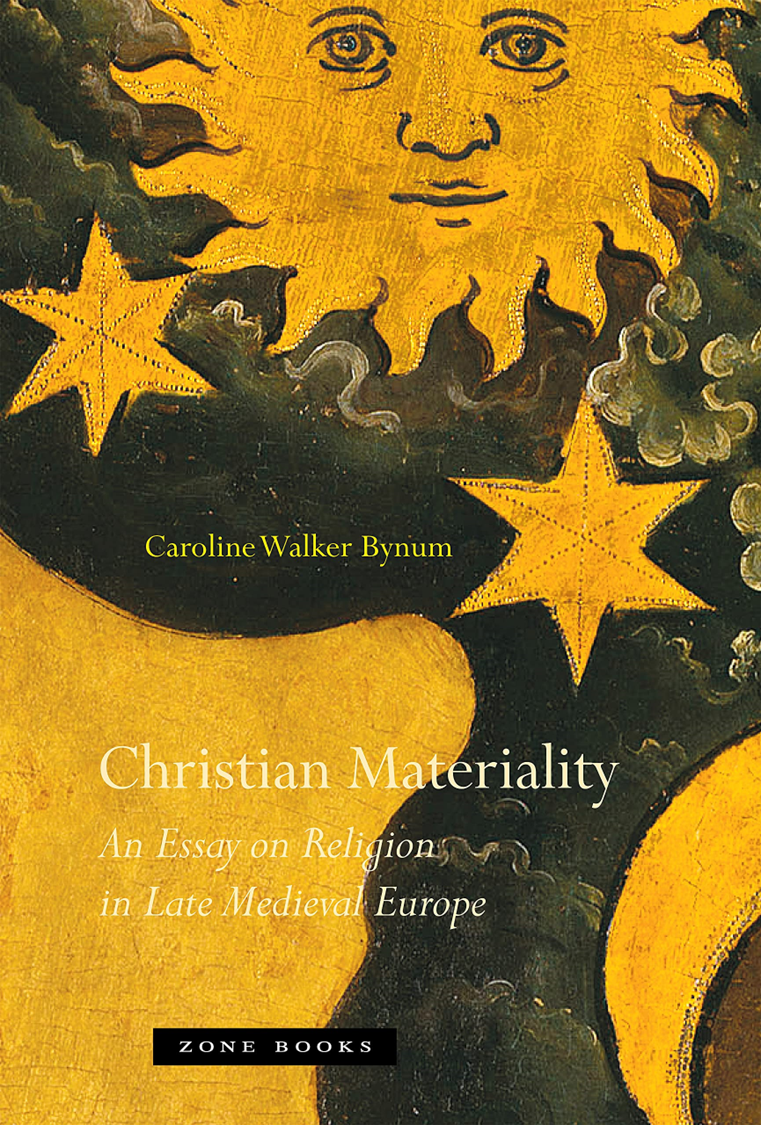 Caroline Walker Bynum
Christian Materiality
An Essay on Religion
in Late Medieval Europe
ZONE BOOKS